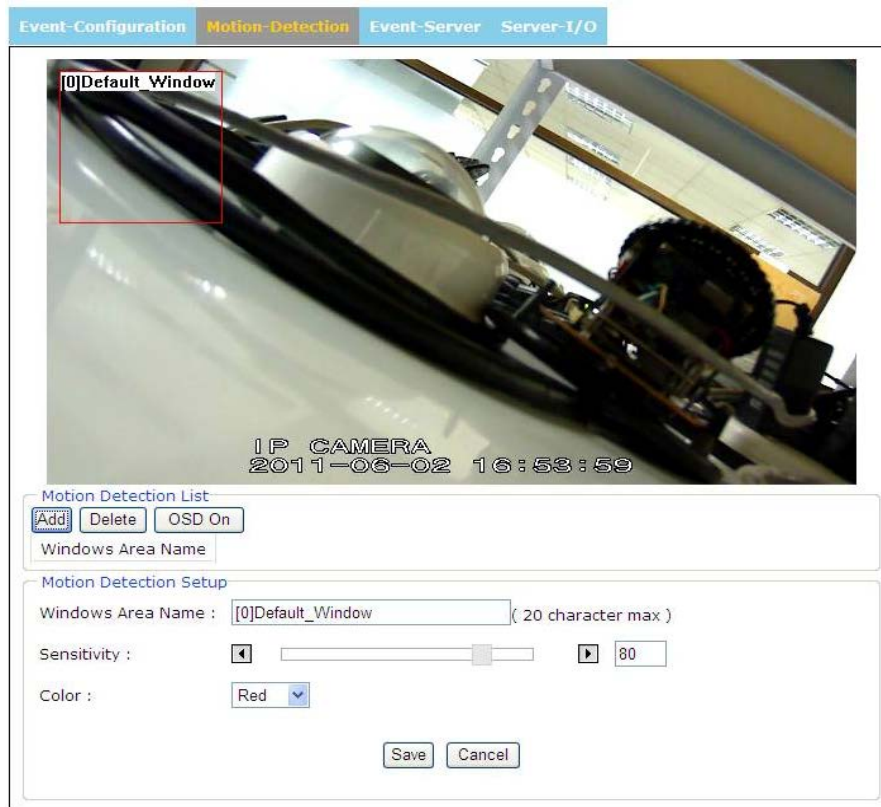 Event-Configuration Motion-Detection Event-Server Server-I/O
[0]Default_Window
IP CAMERA
2011-06-02 16:53:59
Motion Detection List
Add Delete OSD On
Windows Area Name
Motion Detection Setup
Windows Area Name : [0]Default_Window ( 20 character max )
Sensitivity : 80
Color : Red
Save Cancel